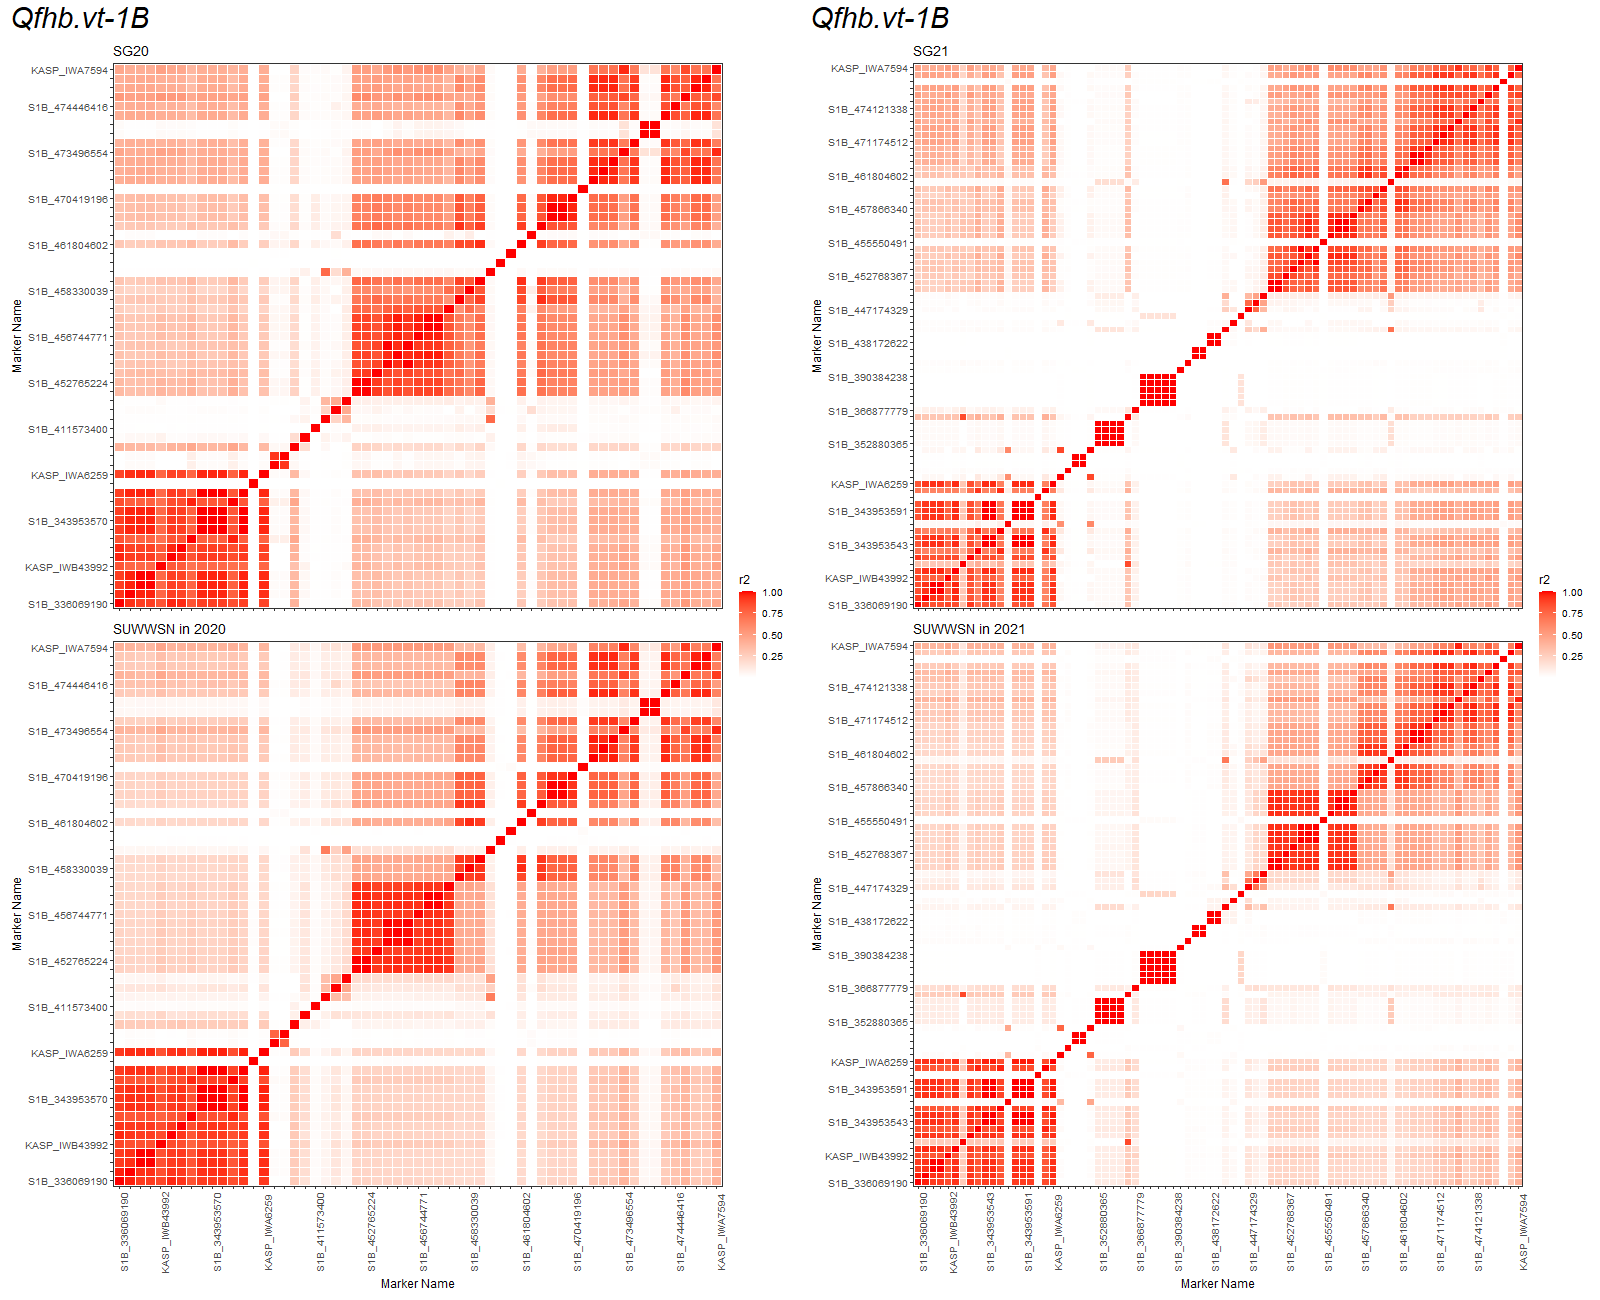 Qfhb.vt-1B
SG20
Marker Name
KASP_IWA7594
S1B_474446416
S1B_473496554
S1B_470419196
S1B_461804602
S1B_458330039
S1B_456744771
S1B_452765224
S1B_411573400
KASP_IWA6259
S1B_343953570
KASP_IWB43992
S1B_336069190
SUWWSN in 2020
Marker Name
KASP_IWA7594
S1B_474446416
S1B_473496554
S1B_470419196
S1B_461804602
S1B_458330039
S1B_456744771
S1B_452765224
S1B_411573400
KASP_IWA6259
S1B_343953570
KASP_IWB43992
S1B_336069190
S1B_336069190
KASP_IWB43992
S1B_343953570
KASP_IWA6259
S1B_411573400
S1B_452765224
S1B_456744771
S1B_458330039
S1B_461804602
S1B_470419196
S1B_473496554
S1B_474446416
KASP_IWA7594
Marker Name
r2
1.00
0.75
0.50
0.25
Qfhb.vt-1B
SG21
Marker Name
KASP_IWA7594
S1B_474121338
S1B_471174512
S1B_461804602
S1B_457866340
S1B_455550491
S1B_452768367
S1B_447174329
S1B_438172622
S1B_390384238
S1B_366877779
S1B_352880365
KASP_IWA6259
S1B_343953591
S1B_343953543
KASP_IWB43992
S1B_336069190
SUWWSN in 2021
Marker Name
KASP_IWA7594
S1B_474121338
S1B_471174512
S1B_461804602
S1B_457866340
S1B_455550491
S1B_452768367
S1B_447174329
S1B_438172622
S1B_390384238
S1B_366877779
S1B_352880365
KASP_IWA6259
S1B_343953591
S1B_343953543
KASP_IWB43992
S1B_336069190
S1B_336069190
KASP_IWB43992
S1B_343953543
S1B_343953591
KASP_IWA6259
S1B_352880365
S1B_366877779
S1B_390384238
S1B_438172622
S1B_447174329
S1B_452768367
S1B_455550491
S1B_457866340
S1B_461804602
S1B_471174512
S1B_474121338
KASP_IWA7594
Marker Name
r2
1.00
0.75
0.50
0.25